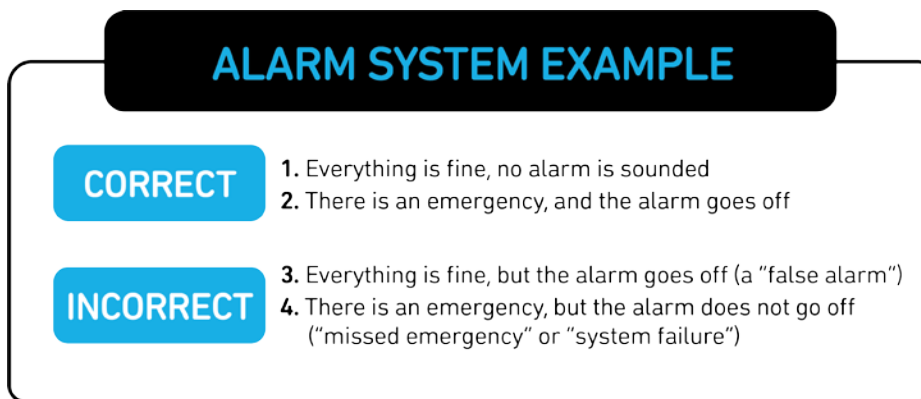 ALARM SYSTEM EXAMPLE
CORRECT
1. Everything is fine, no alarm is sounded
2. There is an emergency, and the alarm goes off
INCORRECT
3. Everything is fine, but the alarm goes off (a “false alarm”)
4. There is an emergency, but the alarm does not go off
(“missed emergency” or “system failure”)